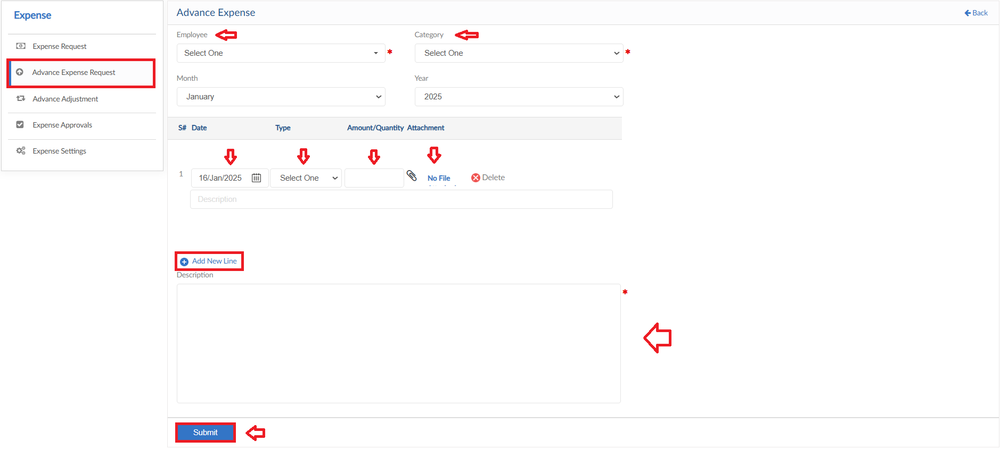 Expense
Expense Request
Advance Expense Request
Advance Adjustment
Expense Approvals
Expense Settings
Advance Expense
Back
Employee
Category
Select One *
Select One *
Month
Year
January
2025
S# Date Type Amount/Quantity Attachment
1 16/Jan/2025 Select One No File Delete
Description
Add New Line
Description
*
Submit